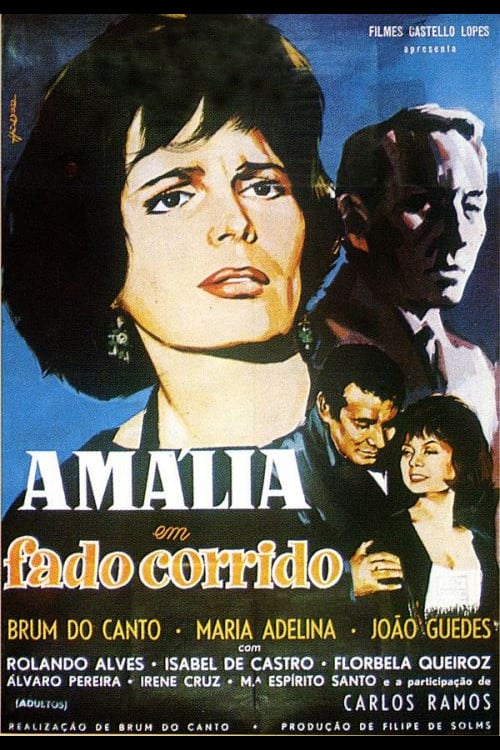 FILMES CASTELLO LOPES
apresenta
AMÁLIA
em
fado corrido
BRUM DO CANTO · MARIA ADELINA · JOÃO GUEDES
com
ROLANDO ALVES · ISABEL DE CASTRO · FLORBELA QUEIROZ
ÁLVARO PEREIRA · IRENE CRUZ · M.ª ESPÍRITO SANTO e a participação de
(ADULTOS) CARLOS RAMOS
REALIZAÇÃO DE BRUM DO CANTO · PRODUÇÃO DE FILIPE DE SOLMS